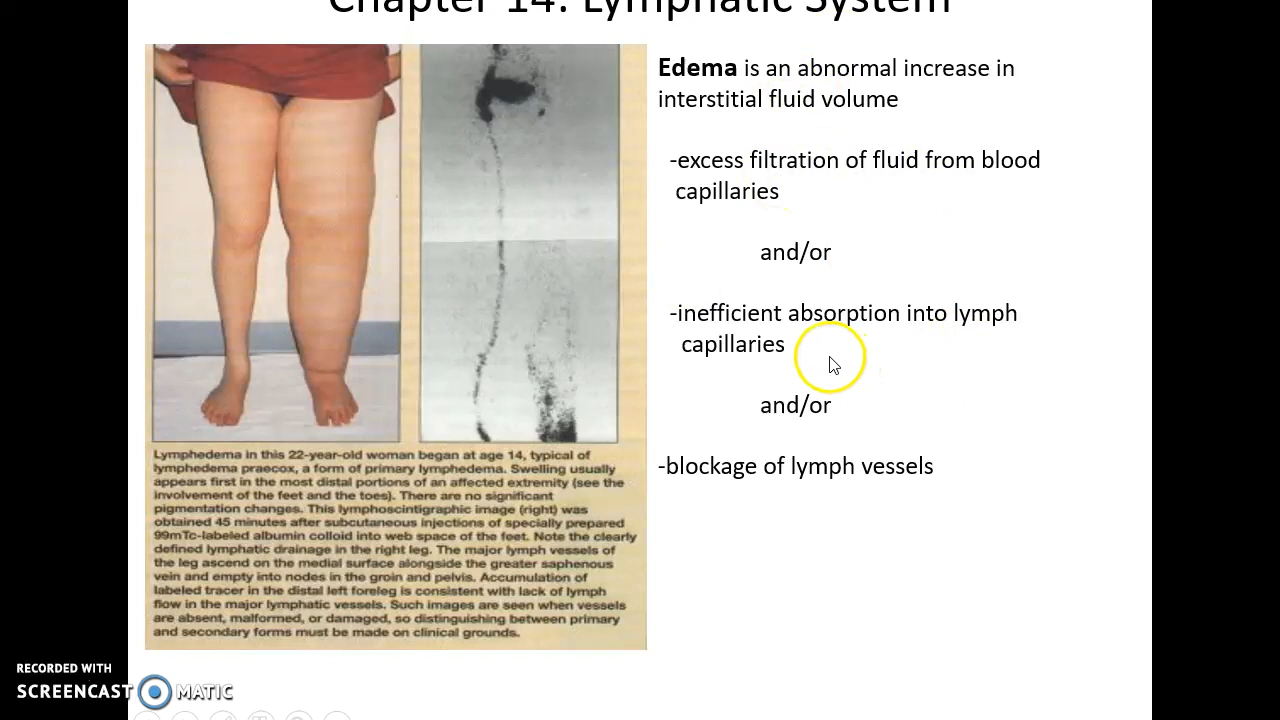 Chapter 14: Lymphatic System
Edema is an abnormal increase in
interstitial fluid volume
-excess filtration of fluid from blood
capillaries
and/or
-inefficient absorption into lymph
capillaries
and/or
-blockage of lymph vessels
Lymphedema in this 22-year-old woman began at age 14, typical of
lymphedema praecox, a form of primary lymphedema. Swelling usually
appears first in the most distal portions of an affected extremity (see the
involvement of the feet and the toes). There are no significant
pigmentation changes. This lymphoscintigraphic image (right) was
obtained 45 minutes after subcutaneous injections of specially prepared
99mTc-labeled albumin colloid into web space of the feet. Note the clearly
defined lymphatic drainage in the right leg. The major lymph vessels of
the leg ascend on the medial surface alongside the greater saphenous
vein and empty into nodes in the groin and pelvis. Accumulation of
labeled tracer in the distal left foreleg is consistent with lack of lymph
flow in the major lymphatic vessels. Such images are seen when vessels
are absent, malformed, or damaged, so distinguishing between primary
and secondary forms must be made on clinical grounds.
RECORDED WITH
SCREENCAST MATIC